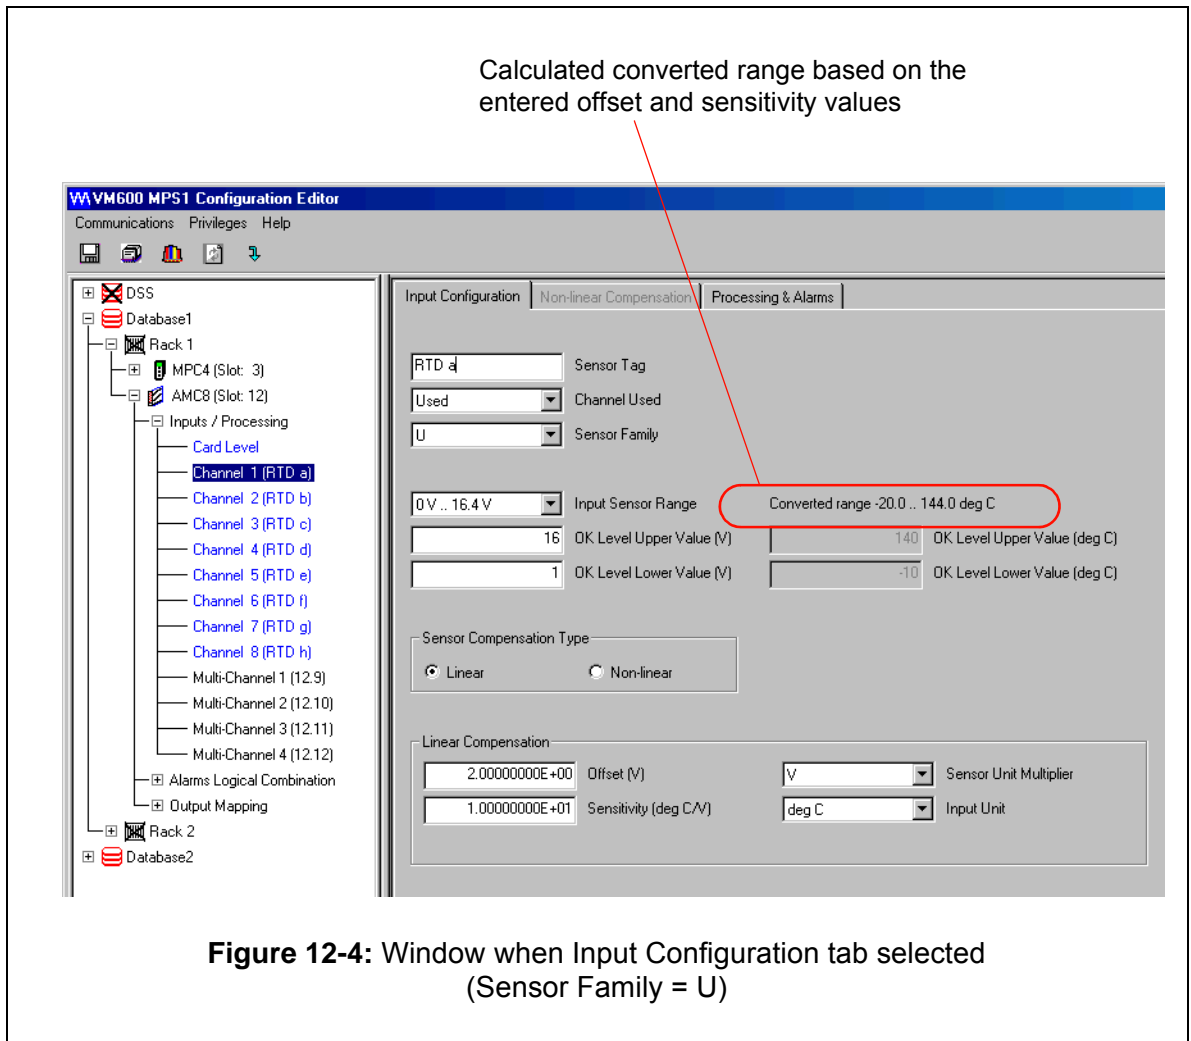 Calculated converted range based on the
entered offset and sensitivity values
VM600 MPS1 Configuration Editor
Communications Privileges Help
DSS
Database1
Rack 1
MPC4 (Slot: 3)
AMC8 (Slot: 12)
Inputs / Processing
Card Level
Channel 1 (RTD a)
Channel 2 (RTD b)
Channel 3 (RTD c)
Channel 4 (RTD d)
Channel 5 (RTD e)
Channel 6 (RTD f)
Channel 7 (RTD g)
Channel 8 (RTD h)
Multi-Channel 1 (12.9)
Multi-Channel 2 (12.10)
Multi-Channel 3 (12.11)
Multi-Channel 4 (12.12)
Alarms Logical Combination
Output Mapping
Rack 2
Database2
Input Configuration Non-linear Compensation Processing & Alarms
RTD a Sensor Tag
Used Channel Used
U Sensor Family
0 V .. 16.4 V Input Sensor Range Converted range -20.0 .. 144.0 deg C
16 OK Level Upper Value (V) 140 OK Level Upper Value (deg C)
1 OK Level Lower Value (V) -10 OK Level Lower Value (deg C)
Sensor Compensation Type
Linear Non-linear
Linear Compensation
2.00000000E+00 Offset (V) V Sensor Unit Multiplier
1.00000000E+01 Sensitivity (deg C/V) deg C Input Unit
Figure 12-4: Window when Input Configuration tab selected
(Sensor Family = U)